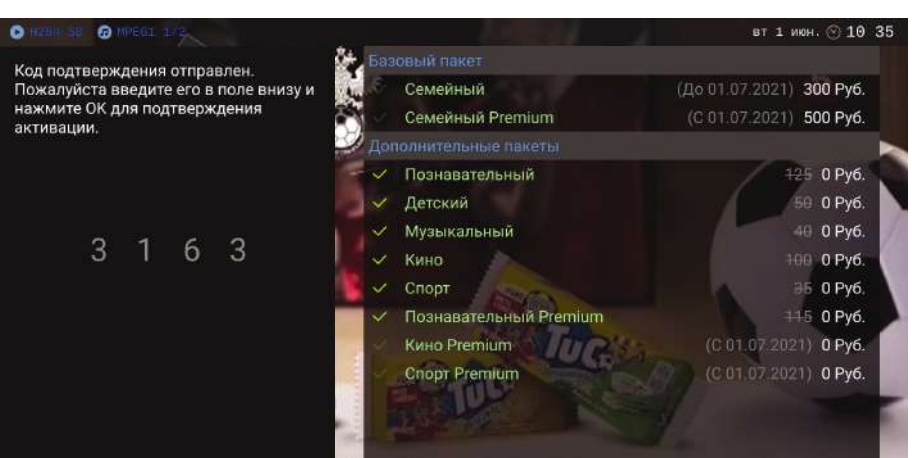 H264 SD MPEG1 1/2
вт 1 июн. 10 35
Код подтверждения отправлен.
Пожалуйста введите его в поле внизу и
нажмите ОК для подтверждения
активации.
3 1 6 3
Базовый пакет
Семейный (До 01.07.2021) 300 Руб.
Семейный Premium (С 01.07.2021) 500 Руб.
Дополнительные пакеты
Познавательный 125 0 Руб.
Детский 50 0 Руб.
Музыкальный 40 0 Руб.
Кино 100 0 Руб.
Спорт 35 0 Руб.
Познавательный Premium 115 0 Руб.
Кино Premium (С 01.07.2021) 0 Руб.
Спорт Premium (С 01.07.2021) 0 Руб.
TUC
TUC